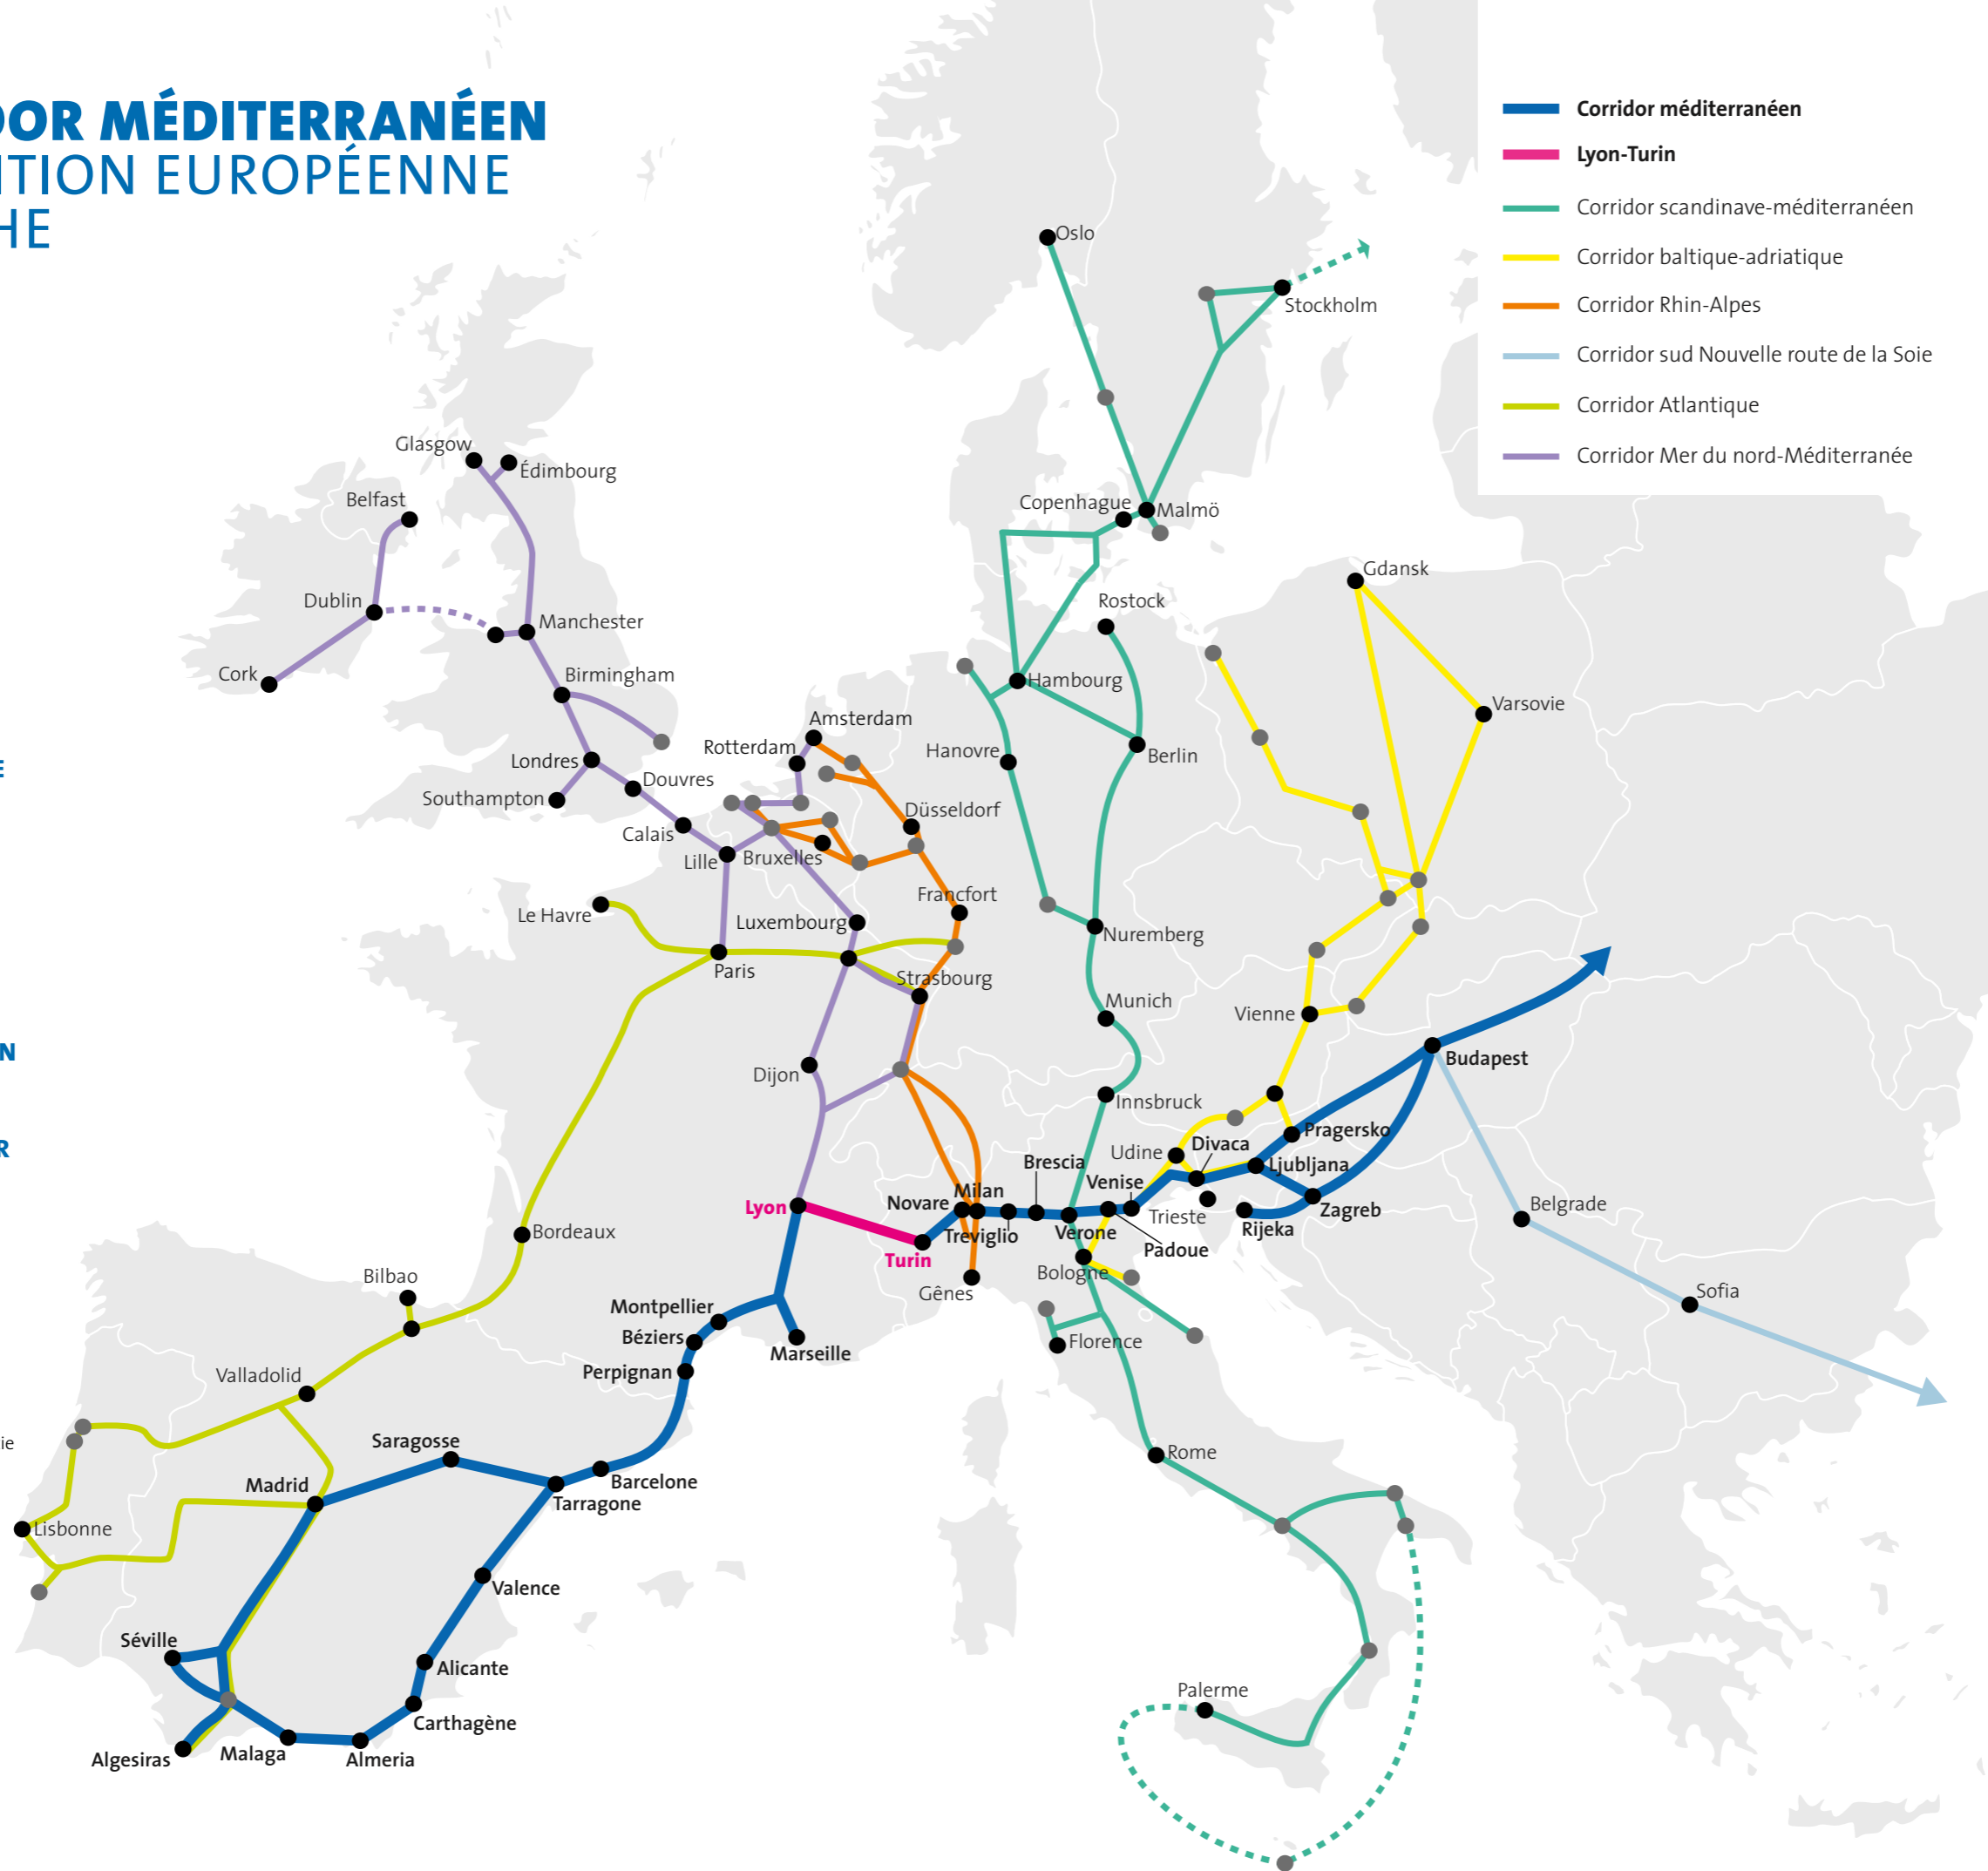 DOR MÉDITERRANÉEN
ITION EUROPÉENNE
HE
Corridor méditerranéen
Lyon-Turin
Corridor scandinave-méditerranéen
Corridor baltique-adriatique
Corridor Rhin-Alpes
Corridor sud Nouvelle route de la Soie
Corridor Atlantique
Corridor Mer du nord-Méditerranée
Oslo
Stockholm
Glasgow
Édimbourg
Belfast
Copenhague
Malmö
Gdansk
Dublin
Rostock
Manchester
Cork
Birmingham
Hambourg
Varsovie
Amsterdam
Rotterdam
Hanovre
Berlin
E
Londres
Douvres
Southampton
Düsseldorf
Calais
Lille
Bruxelles
Francfort
Le Havre
Luxembourg
Nuremberg
Paris
Strasbourg
Munich
Vienne
N
Budapest
Dijon
Innsbruck
R
Pragersko
Udine
Divaca
Brescia
Ljubljana
Venise
Milan
Novare
Lyon
Belgrade
Trieste
Zagreb
Rijeka
Bordeaux
Treviglio
Verone
Padoue
Turin
Bologne
Bilbao
Gênes
Sofia
Montpellier
Béziers
Florence
Marseille
Perpignan
Valladolid
ie
Saragosse
Rome
Madrid
Barcelone
Tarragone
Lisbonne
Valence
Séville
Alicante
Palerme
Carthagène
Algesiras
Malaga
Almeria